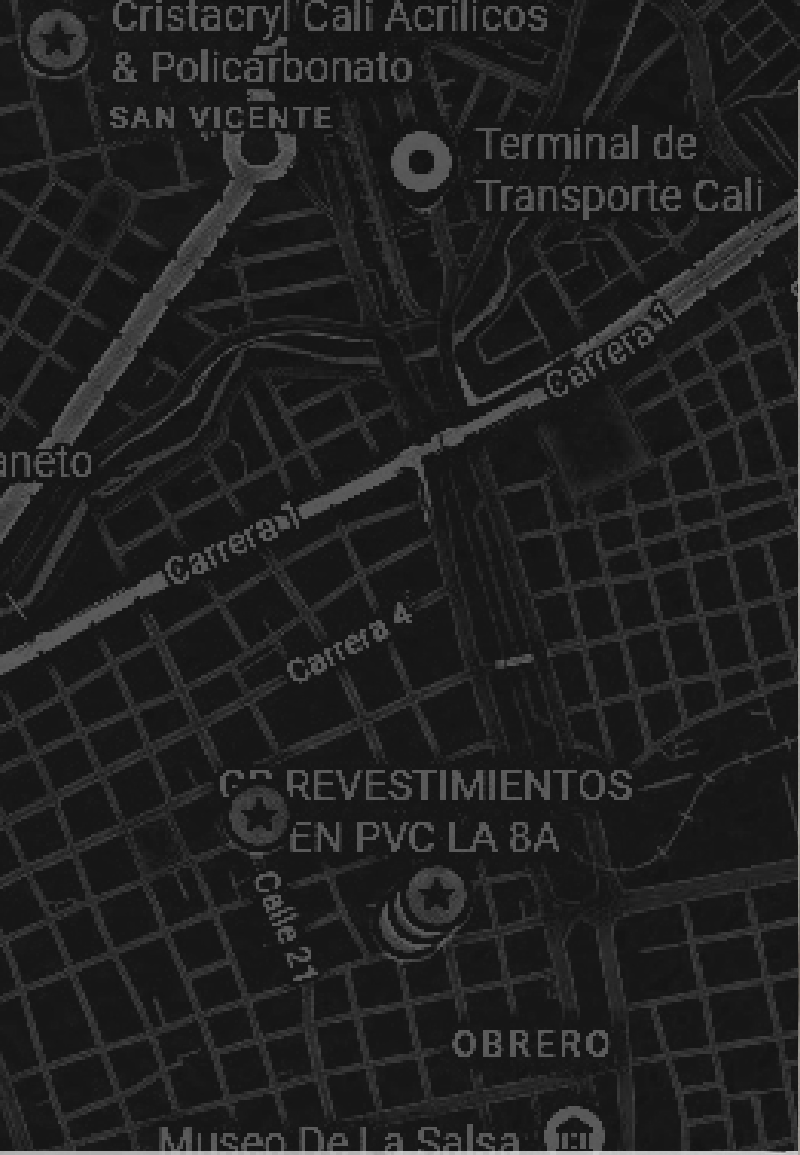 Cristacryl Cali Acrilicos
& Policarbonato
SAN VICENTE
Terminal de
Transporte Cali
Carrera 1
aneto
Carrera 1
Carrera 4
GR REVESTIMIENTOS
EN PVC LA 8A
Calle 21
OBRERO
Museo De La Salsa